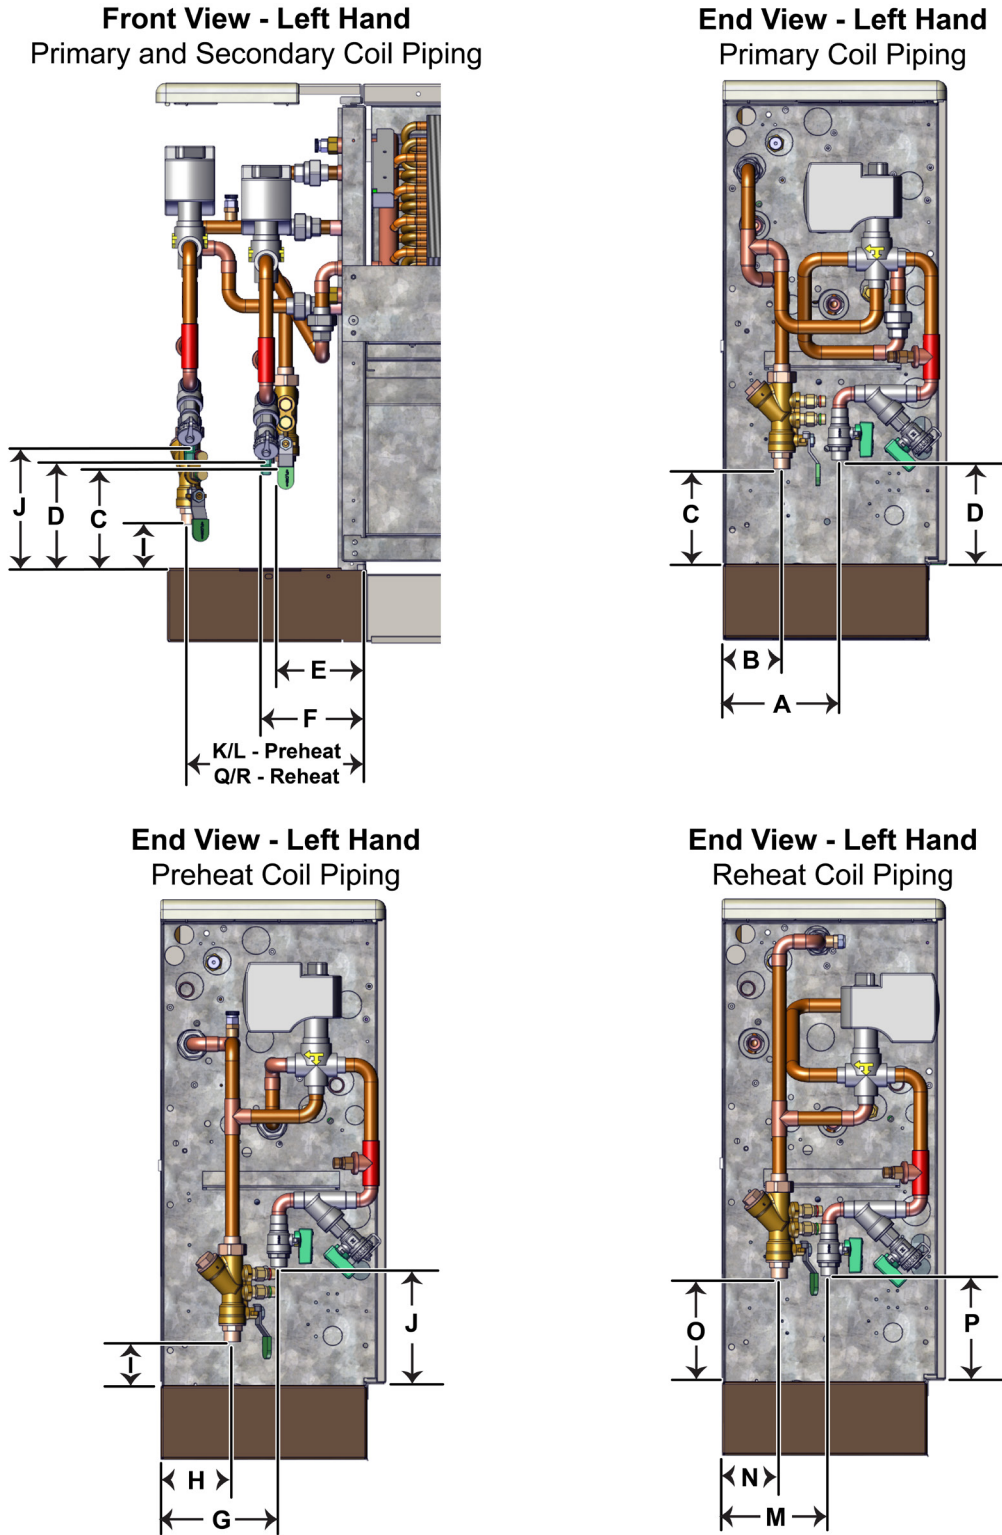 Front View - Left Hand
Primary and Secondary Coil Piping
J
D
C
I
E
F
K/L - Preheat
Q/R - Reheat
End View - Left Hand
Primary Coil Piping
C
D
B
A
End View - Left Hand
Preheat Coil Piping
I
J
H
G
End View - Left Hand
Reheat Coil Piping
O
P
N
M